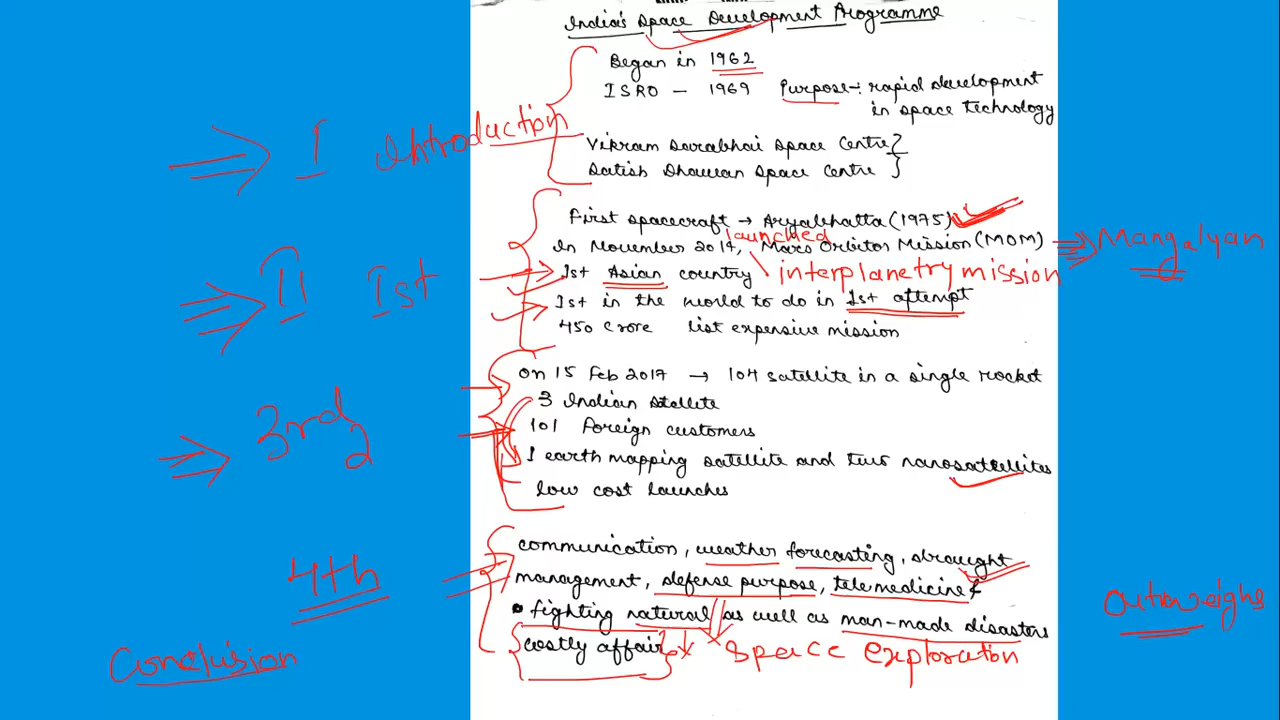 India's Space Development Programme
Began in 1962
ISRO - 1969 Purpose-: rapid development
in space technology
I Introduction
Vikram Sarabhai Space Centre }
Satish Dhawan Space Centre }
First spacecraft → Aryabhatta (1975)
launched
In November 2014, Mars Orbitor Mission (MOM) ⇒ Mangalyan
II Ist
1st Asian country interplanetry mission
1st in the world to do in 1st attempt
450 Crore list expensive mission
on 15 Feb 2017 → 104 satellite in a single rocket
3 Indian Satellite
3rd
101 Foreign customers
1 earth mapping satellite and two nanosattellites
low cost launches
communication, weather forecasting, draught
4th
management, defense purpose, telemedicine &
• fighting natural as well as man-made disasters
Outweighs
costly affair space exploration
Conclusion